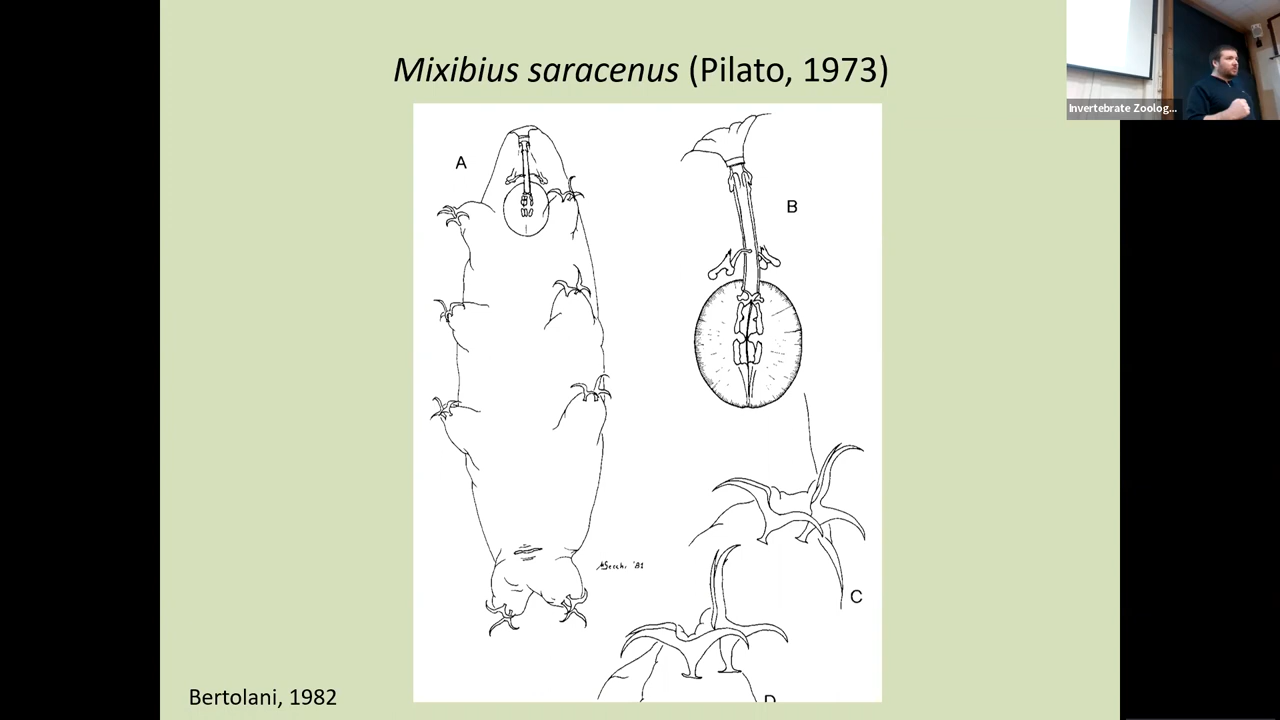 Mixibius saracenus (Pilato, 1973)
Invertebrate Zoolog...
A
B
C
D
Secchi '81
Bertolani, 1982